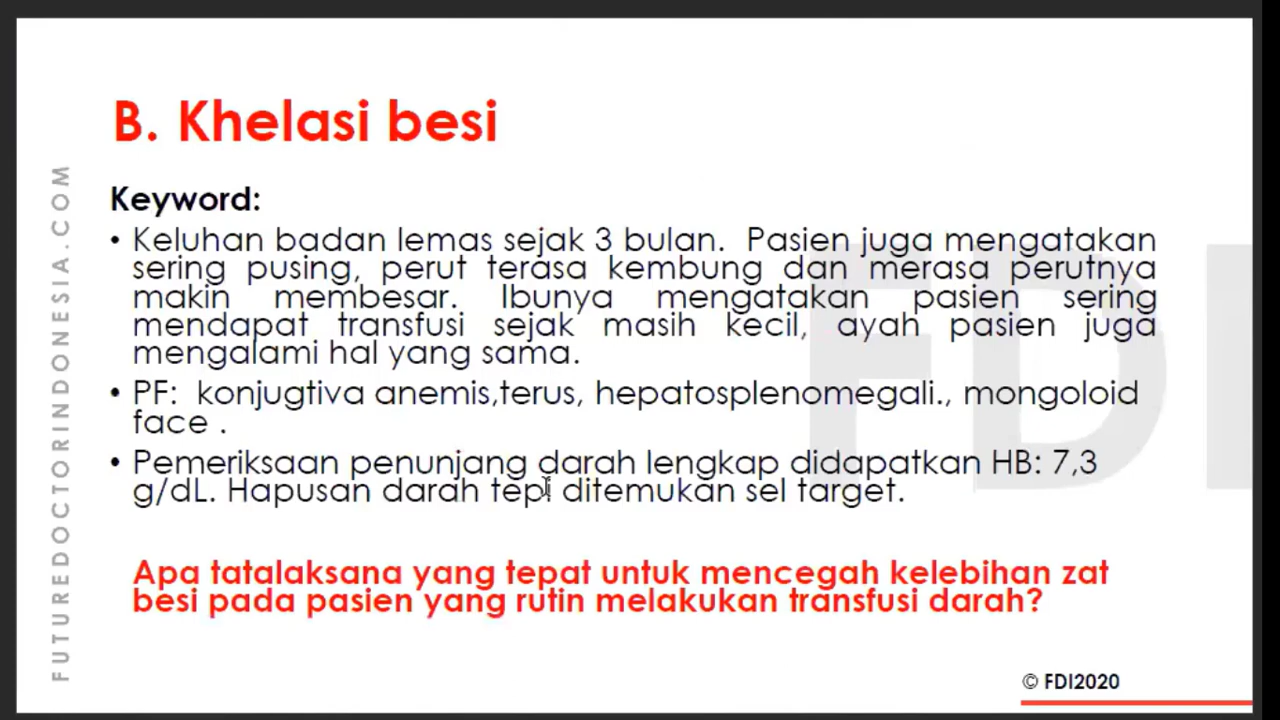 B. Khelasi besi
Keyword:
• Keluhan badan lemas sejak 3 bulan. Pasien juga mengatakan
sering pusing, perut terasa kembung dan merasa perutnya
makin membesar. Ibunya mengatakan pasien sering
mendapat transfusi sejak masih kecil, ayah pasien juga
mengalami hal yang sama.
• PF: konjugtiva anemis,terus, hepatosplenomegali., mongoloid
face .
• Pemeriksaan penunjang darah lengkap didapatkan HB: 7,3
g/dL. Hapusan darah tepi ditemukan sel target.
Apa tatalaksana yang tepat untuk mencegah kelebihan zat
besi pada pasien yang rutin melakukan transfusi darah?
FUTUREDOCTORINDONESIA.COM
FDI
© FDI2020